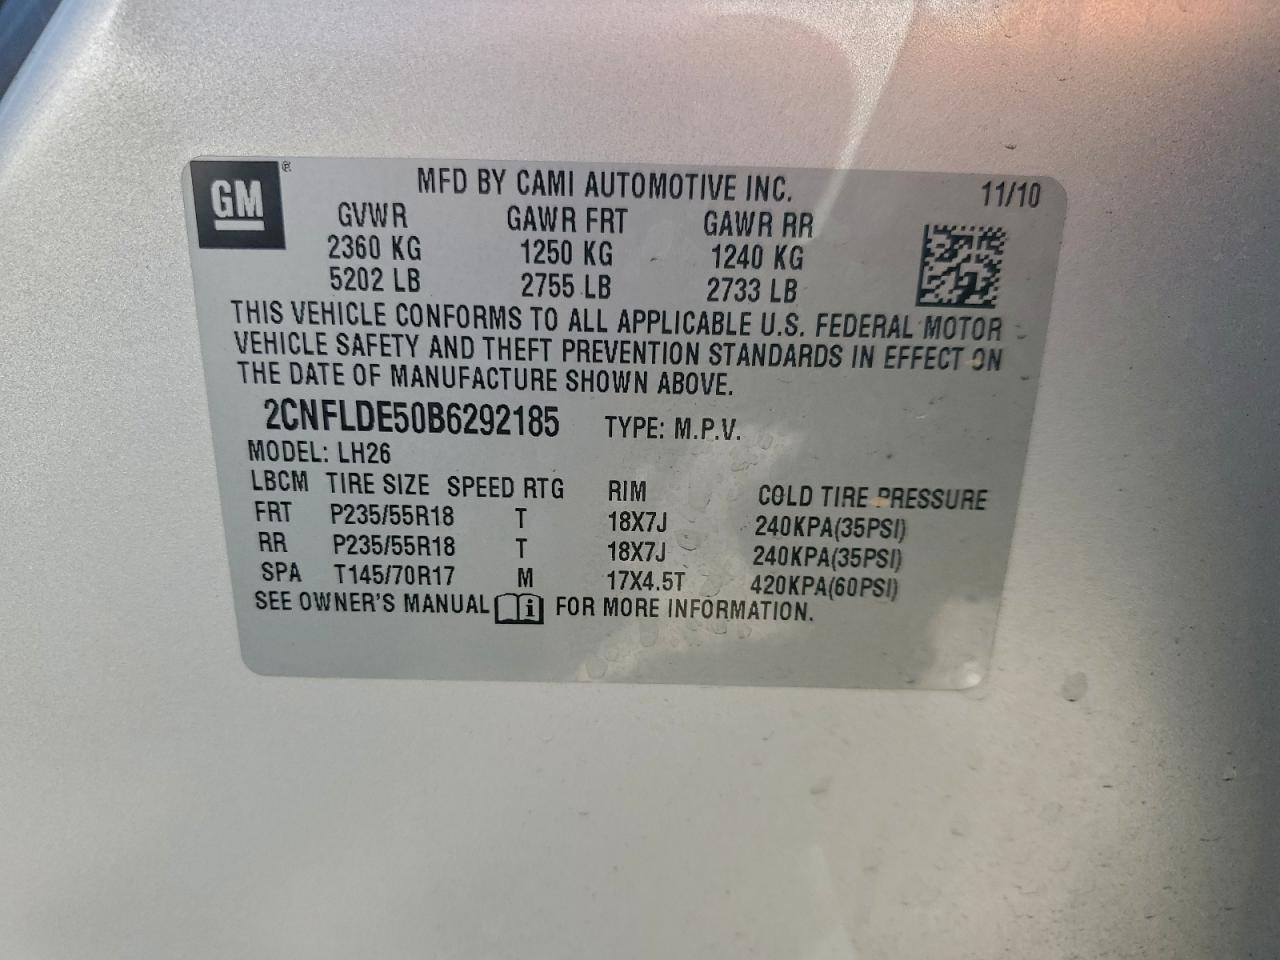 GM®
MFD BY CAMI AUTOMOTIVE INC. 11/10
GVWR GAWR FRT GAWR RR
2360 KG 1250 KG 1240 KG
5202 LB 2755 LB 2733 LB
THIS VEHICLE CONFORMS TO ALL APPLICABLE U.S. FEDERAL MOTOR
VEHICLE SAFETY AND THEFT PREVENTION STANDARDS IN EFFECT ON
THE DATE OF MANUFACTURE SHOWN ABOVE.
2CNFLDE50B6292185 TYPE: M.P.V.
MODEL: LH26
LBCM TIRE SIZE SPEED RTG RIM COLD TIRE PRESSURE
FRT P235/55R18 T 18X7J 240KPA(35PSI)
RR P235/55R18 T 18X7J 240KPA(35PSI)
SPA T145/70R17 M 17X4.5T 420KPA(60PSI)
SEE OWNER'S MANUAL i FOR MORE INFORMATION.